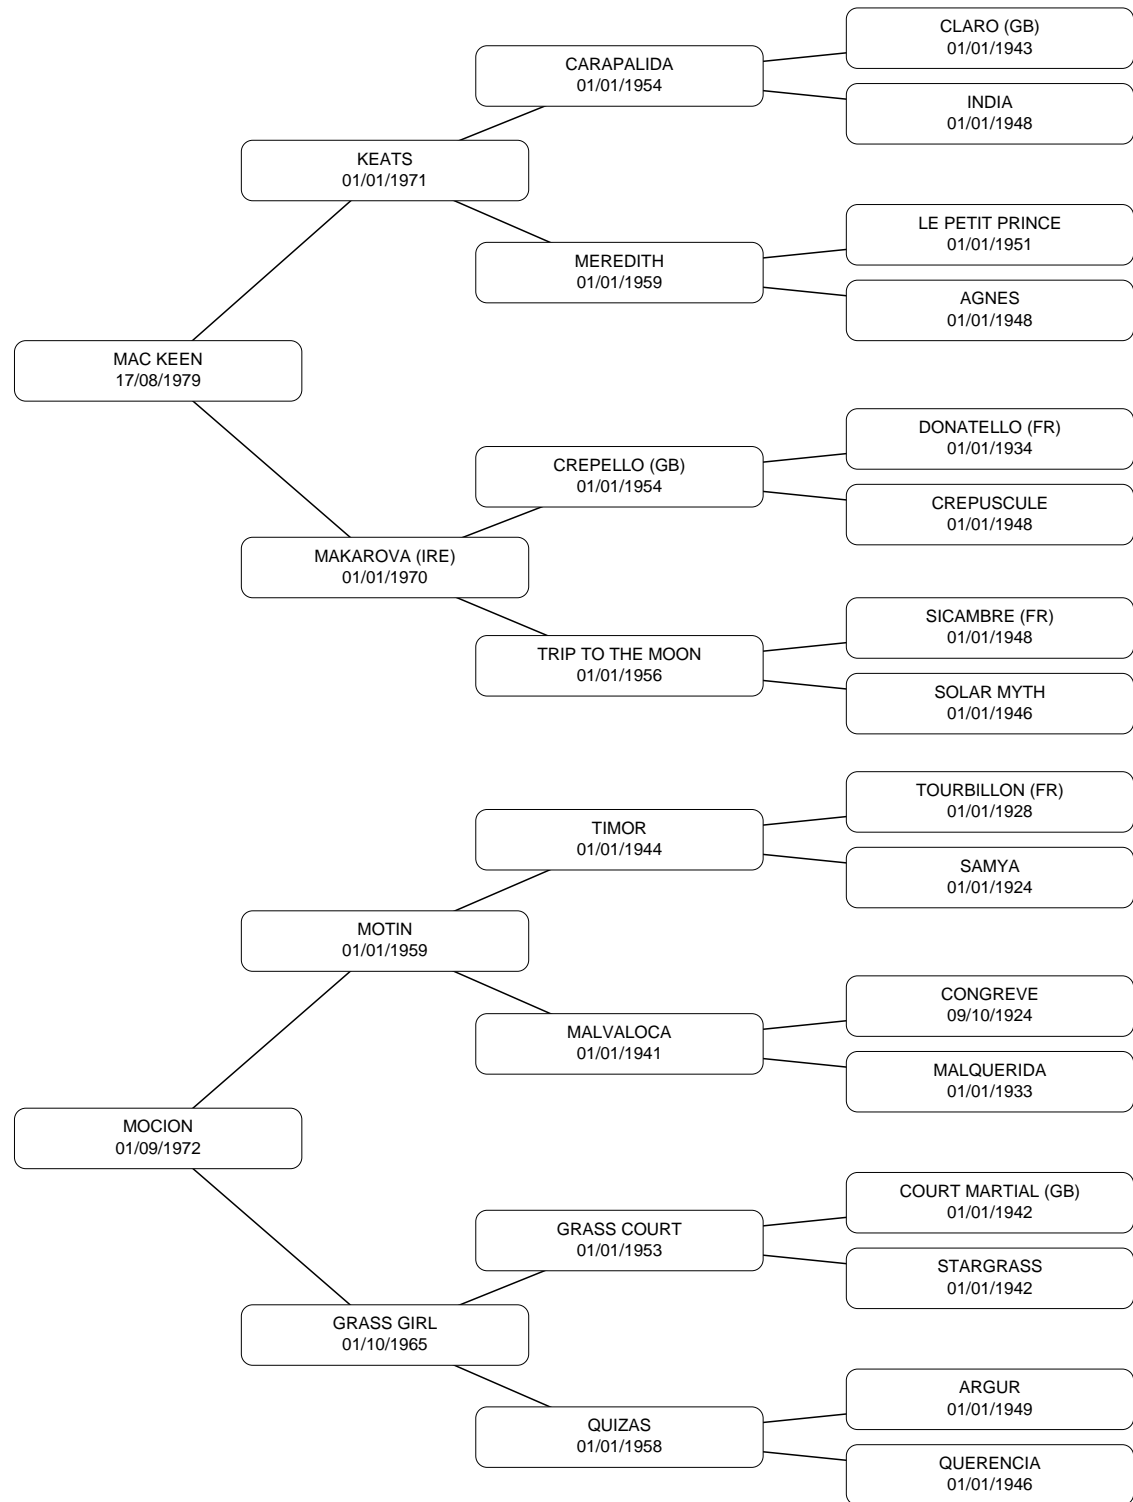 CLARO (GB)
01/01/1943
CARAPALIDA
01/01/1954
INDIA
01/01/1948
KEATS
01/01/1971
LE PETIT PRINCE
01/01/1951
MEREDITH
01/01/1959
AGNES
01/01/1948
MAC KEEN
17/08/1979
DONATELLO (FR)
01/01/1934
CREPELLO (GB)
01/01/1954
CREPUSCULE
01/01/1948
MAKAROVA (IRE)
01/01/1970
SICAMBRE (FR)
01/01/1948
TRIP TO THE MOON
01/01/1956
SOLAR MYTH
01/01/1946
TOURBILLON (FR)
01/01/1928
TIMOR
01/01/1944
SAMYA
01/01/1924
MOTIN
01/01/1959
CONGREVE
09/10/1924
MALVALOCA
01/01/1941
MALQUERIDA
01/01/1933
MOCION
01/09/1972
COURT MARTIAL (GB)
01/01/1942
GRASS COURT
01/01/1953
STARGRASS
01/01/1942
GRASS GIRL
01/10/1965
ARGUR
01/01/1949
QUIZAS
01/01/1958
QUERENCIA
01/01/1946